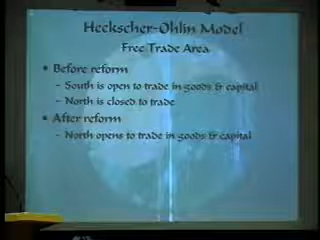 Heckscher-Ohlin Model
Free Trade Area
• Before reform
– South is open to trade in goods & capital
– North is closed to trade
• After reform
– North opens to trade in goods & capital